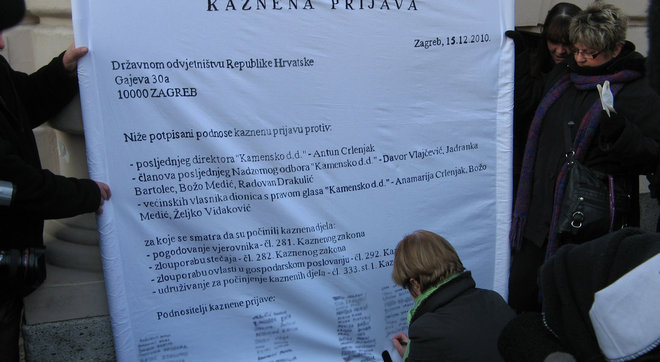 KAZNENA PRIJAVA
Zagreb, 15.12.2010.
Državnom odvjetništvu Republike Hrvatske
Gajeva 30a
10000 ZAGREB
Niže potpisani podnose kaznenu prijavu protiv:
- posljednjeg direktora "Kamensko d.d." - Antun Crlenjak
- članova posljednjeg Nadzornog odbora "Kamensko d.d." - Davor Vlajčević, Jadranka
Bartolec, Božo Medić, Radovan Drakulić
- većinskih vlasnika dionica s pravom glasa "Kamensko d.d." - Anamarija Crlenjak, Božo
Medić, Željko Vidaković
za koje se smatra da su počinili kaznena djela:
- pogodovanje vjerovnika - čl. 281. Kaznenog zakona
- zlouporabu stečaja - čl. 282 Kaznenog zakona
- zlouporabu ovlasti u gospodarskom poslovanju - čl. 292. Ka
- udruživanje za počinjenje kaznenih djela - čl. 333. st. 1. Kaz
Podnositelji kaznene prijave: